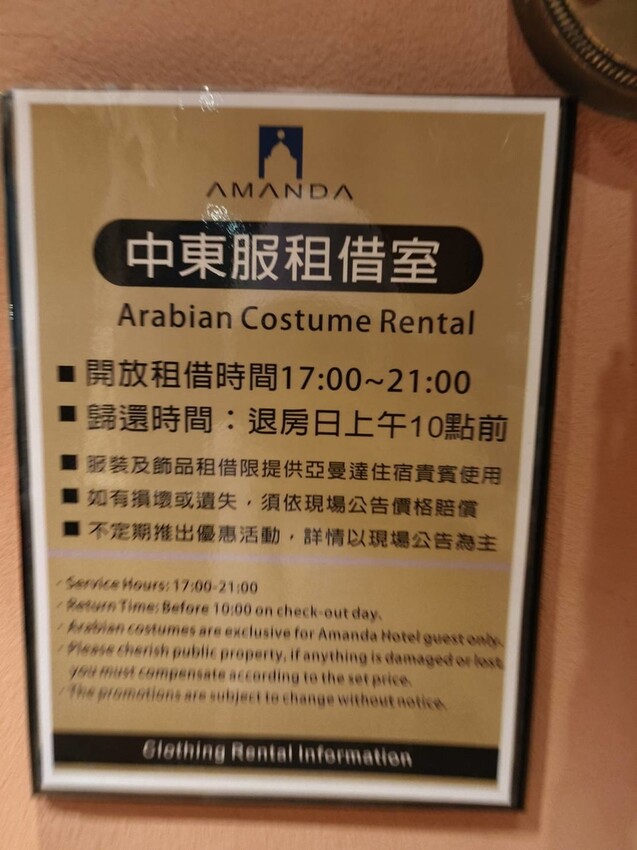 AMANDA
中東服租借室
Arabian Costume Rental
■ 開放租借時間17:00~21:00
■ 歸還時間：退房日上午10點前
■ 服裝及飾品租借限提供亞曼達住宿貴賓使用
■ 如有損壞或遺失，須依現場公告價格賠償
■ 不定期推出優惠活動，詳情以現場公告為主
Service Hours: 17:00-21:00
Return Time: Before 10:00 on check-out day.
Arabian costumes are exclusive for Amanda Hotel guest only.
Please cherish public property, if anything is damaged or lost,
you must compensate according to the set price.
The promotions are subject to change without notice.
Clothing Rental Information